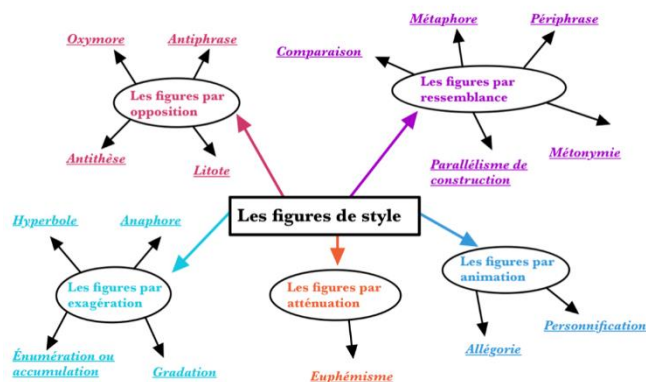 Oxymore
Antiphrase
Les figures par
opposition
Antithèse
Litote
Métaphore
Périphrase
Comparaison
Les figures par
ressemblance
Parallélisme de
construction
Métonymie
Les figures de style
Hyperbole
Anaphore
Les figures par
exagération
Énumération ou
accumulation
Gradation
Les figures par
atténuation
Euphémisme
Les figures par
animation
Allégorie
Personnification